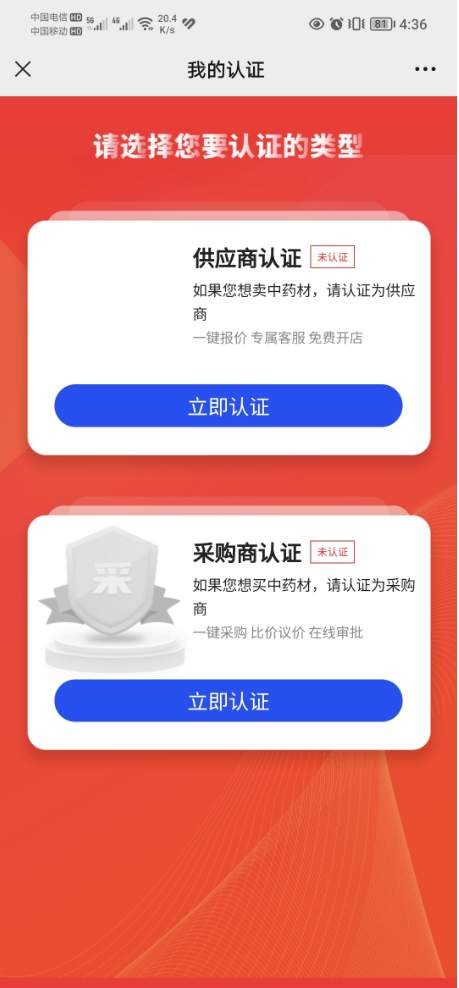 中国电信 HD 5G 4G 20.4 81 4:36
中国移动 HD K/s
我的认证
请选择您要认证的类型
供应商认证 未认证
如果您想卖中药材，请认证为供应
商
一键报价 专属客服 免费开店
立即认证
采
采购商认证 未认证
如果您想买中药材，请认证为采购
商
一键采购 比价议价 在线审批
立即认证